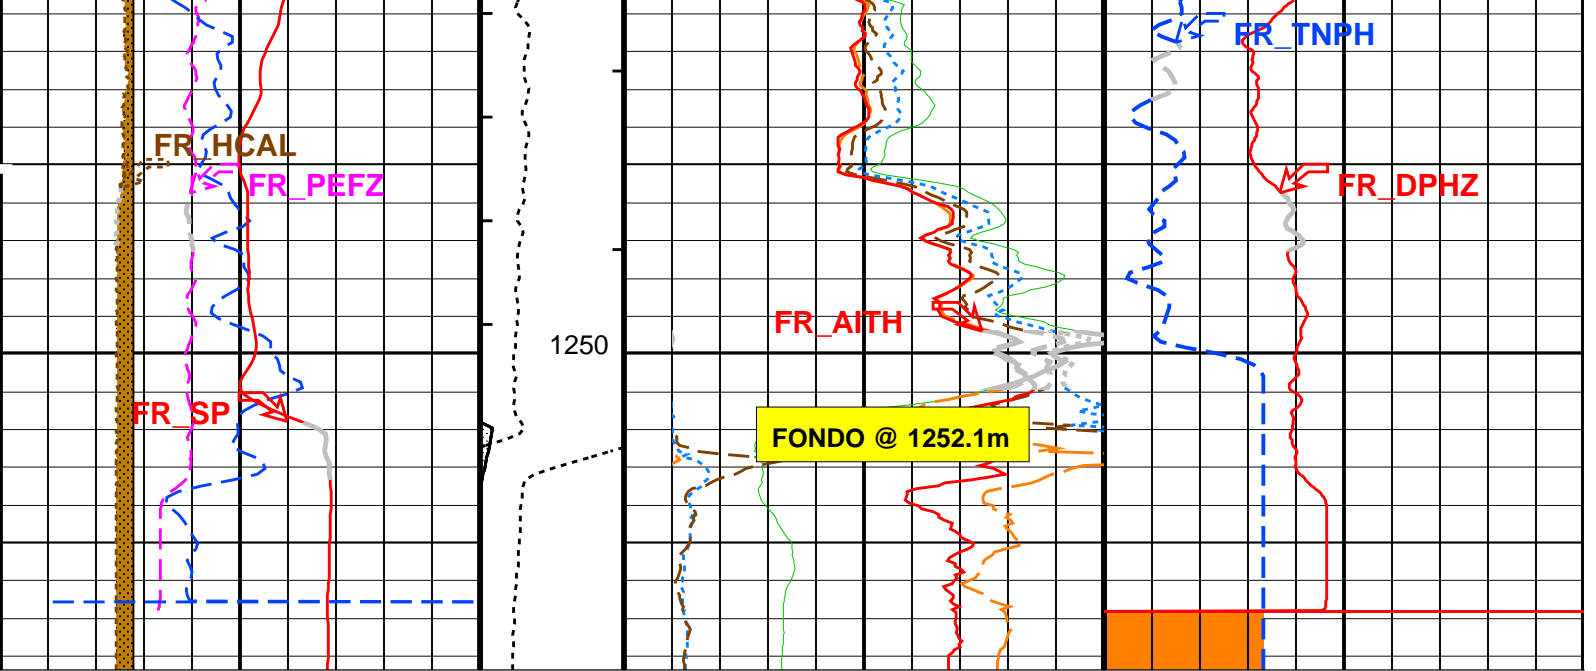 FR_TNPH
FR_HCAL
FR_PEFZ
FR_DPHZ
FR_AITH
1250
FR_SP
FONDO @ 1252.1m